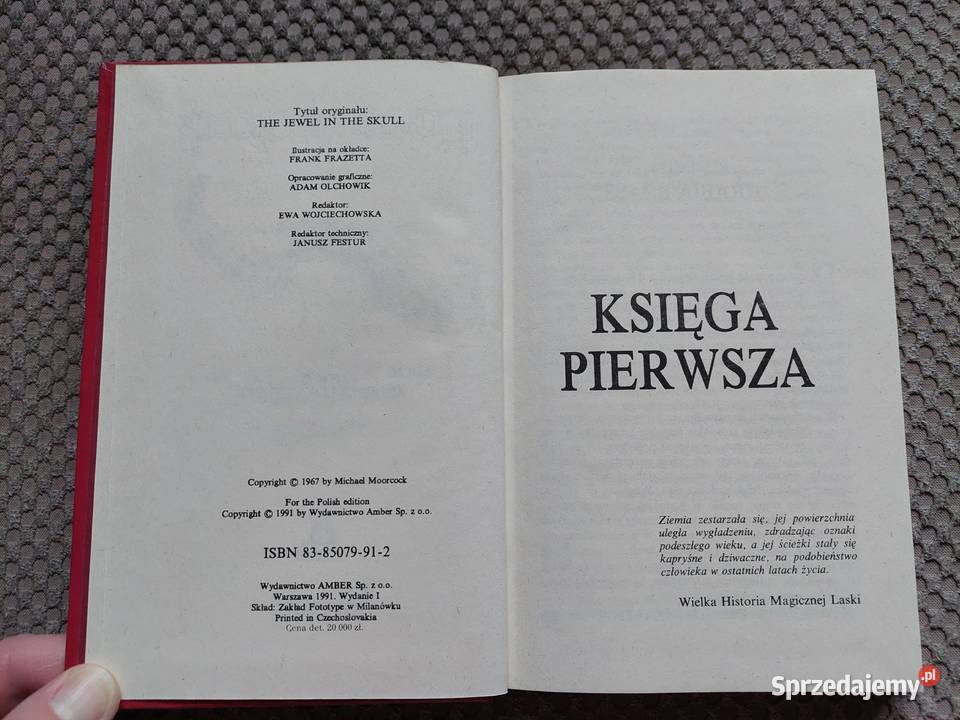 Tytuł oryginału:
THE JEWEL IN THE SKULL
Ilustracja na okładce:
FRANK FRAZETTA
Opracowanie graficzne:
ADAM OLCHOWIK
Redaktor:
EWA WOJCIECHOWSKA
Redaktor techniczny:
JANUSZ FESTUR
Copyright © 1967 by Michael Moorcock
For the Polish edition
Copyright © 1991 by Wydawnictwo Amber Sp. z o.o.
ISBN 83-85079-91-2
Wydawnictwo AMBER Sp. z o.o.
Warszawa 1991. Wydanie I
Skład: Zakład Fototype w Milanówku
Printed in Czechoslovakia
Cena det. 20 000 zł.
KSIĘGA
PIERWSZA
Ziemia zestarzała się, jej powierzchnia
uległa wygładzeniu, zdradzając oznaki
podeszłego wieku, a jej ścieżki stały się
kapryśne i dziwaczne, na podobieństwo
człowieka w ostatnich latach życia.
Wielka Historia Magicznej Laski
Sprzedajemy.pl